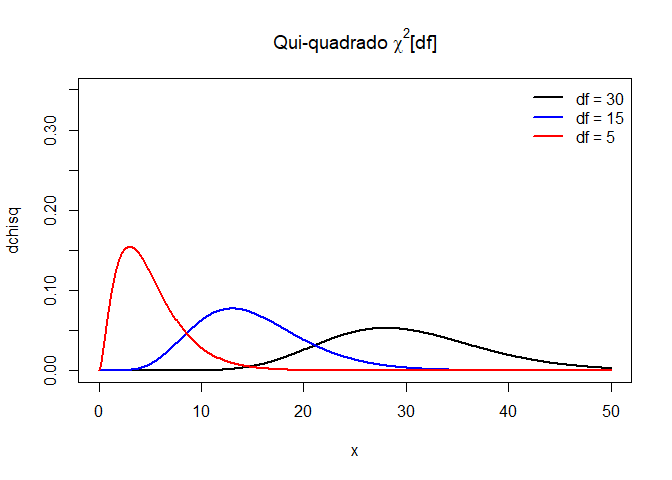 Qui-quadrado χ²[df]
df = 30
df = 15
df = 5
dchisq
0.30
0.20
0.10
0.00
0 10 20 30 40 50
x